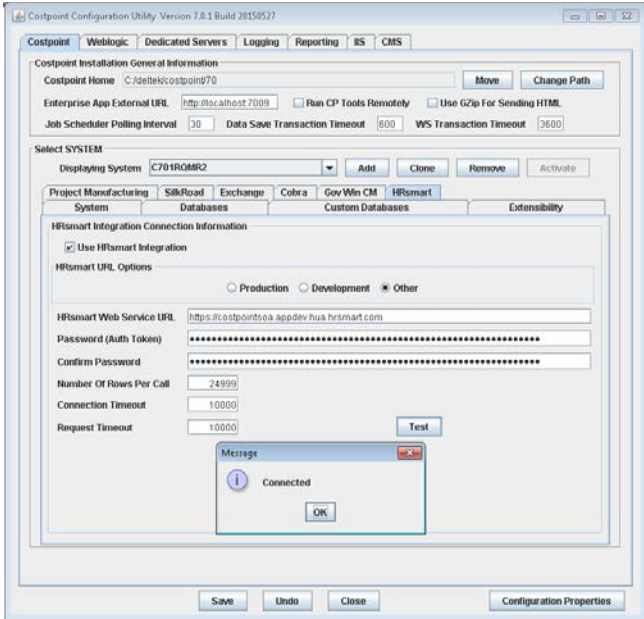 Costpoint Configuration Utility Version 7.0.1 Build 20150527
Costpoint Weblogic Dedicated Servers Logging Reporting IIS CMS
Costpoint Installation General Information
Costpoint Home C:/deltek/costpoint/70 Move Change Path
Enterprise App External URL http://localhost:7009 Run CP Tools Remotely Use GZip For Sending HTML
Job Scheduler Polling Interval 30 Data Save Transaction Timeout 600 WS Transaction Timeout 3600
Select SYSTEM
Displaying System C701RQMR2 Add Clone Remove Activate
Project Manufacturing SilkRoad Exchange Cobra Gov Win CM HRsmart
System Databases Custom Databases Extensibility
HRsmart Integration Connection Information
Use HRsmart Integration
HRsmart URL Options
Production Development Other
HRsmart Web Service URL https://costpointsoa.appdev.hua.hrsmart.com
Password (Auth Token)
Confirm Password
Number Of Rows Per Call 24999
Connection Timeout 10000
Request Timeout 10000 Test
Message
Connected
OK
Save Undo Close Configuration Properties